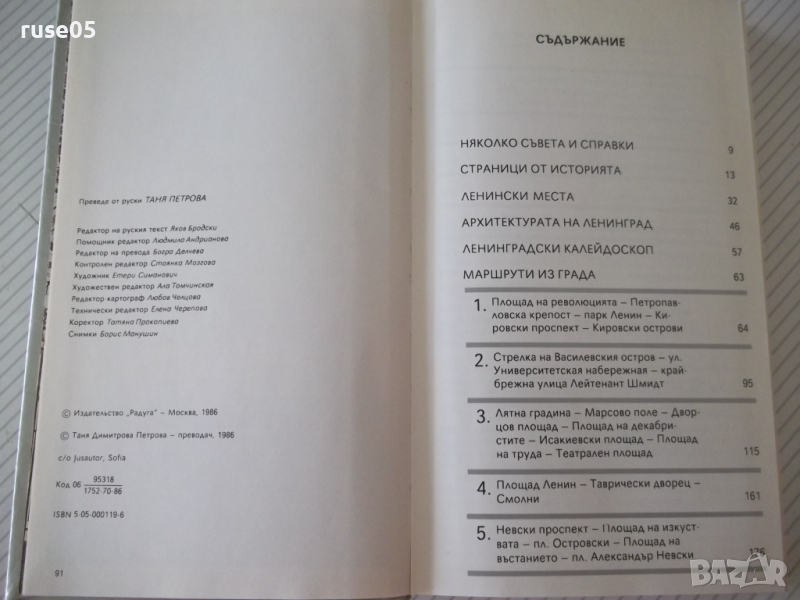 ruse05
Преведе от руски ТАНЯ ПЕТРОВА
Редактор на руския текст Яков Бродски
Помощник редактор Людмила Андрианова
Редактор на превода Богра Делчева
Контролен редактор Стоянка Мозгова
Художник Етери Симанович
Художествен редактор Ала Томчинская
Редактор картограф Любов Челцова
Технически редактор Елена Черепова
Коректор Татяна Прокопиева
Снимки Борис Манушин
© Издателство „Радуга“ – Москва, 1986
© Таня Димитрова Петрова – преводач, 1986
c/o Jusautor, Sofia
Код 06 95318
1752-70-86
ISBN 5-05-000119-6
91
СЪДЪРЖАНИЕ
НЯКОЛКО СЪВЕТА И СПРАВКИ 9
СТРАНИЦИ ОТ ИСТОРИЯТА 13
ЛЕНИНСКИ МЕСТА 32
АРХИТЕКТУРАТА НА ЛЕНИНГРАД 46
ЛЕНИНГРАДСКИ КАЛЕЙДОСКОП 57
МАРШРУТИ ИЗ ГРАДА 63
1. Площад на революцията – Петропав-
ловска крепост – парк Ленин – Ки-
ровски проспект – Кировски острови 64
2. Стрелка на Василевския остров – ул.
Университетская набережная – край-
брежна улица Лейтенант Шмидт 95
3. Лятна градина – Марсово поле – Двор-
цов площад – Площад на декабри-
стите – Исакиевски площад – Площад
на труда – Театрален площад 115
4. Площад Ленин – Таврически дворец –
Смолни 161
5. Невски проспект – Площад на изкуст-
вата – пл. Островски – Площад на
въстанието – пл. Александър Невски 176
BAZAR